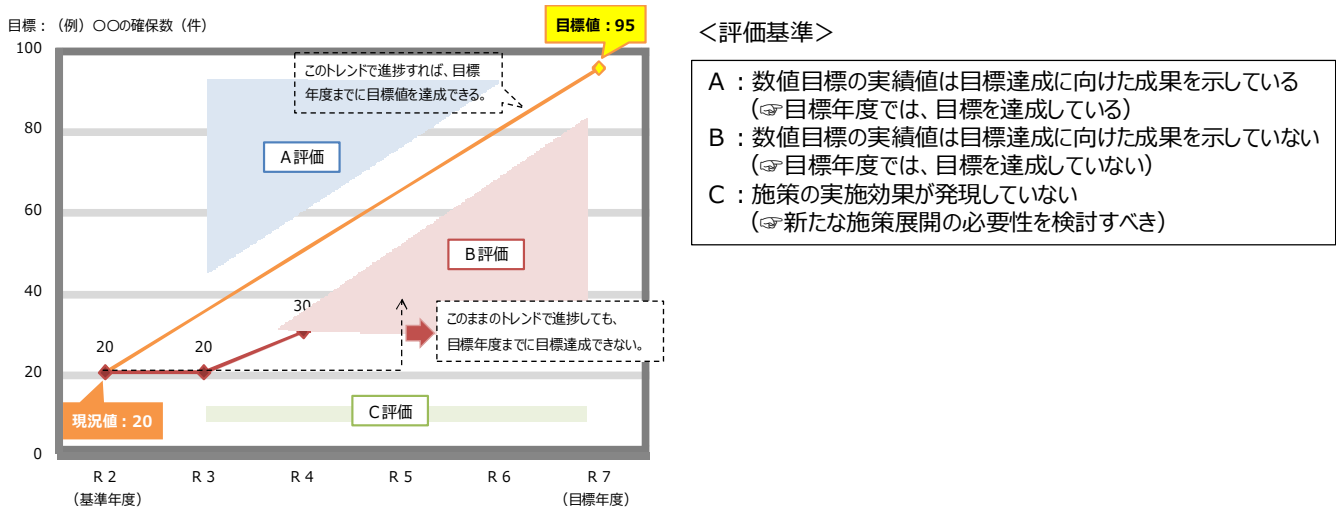 目標：（例）〇〇の確保数（件）
目標値：95
100
80
60
40
20
0
このトレンドで進捗すれば、目標
年度までに目標値を達成できる。
A評価
B評価
30
このままのトレンドで進捗しても、
目標年度までに目標達成できない。
20
20
C評価
現況値：20
R２
R３
R４
R５
R６
R７
（基準年度）
（目標年度）
＜評価基準＞
A：数値目標の実績値は目標達成に向けた成果を示している
（☞目標年度では、目標を達成している）
B：数値目標の実績値は目標達成に向けた成果を示していない
（☞目標年度では、目標を達成していない）
C：施策の実施効果が発現していない
（☞新たな施策展開の必要性を検討すべき）